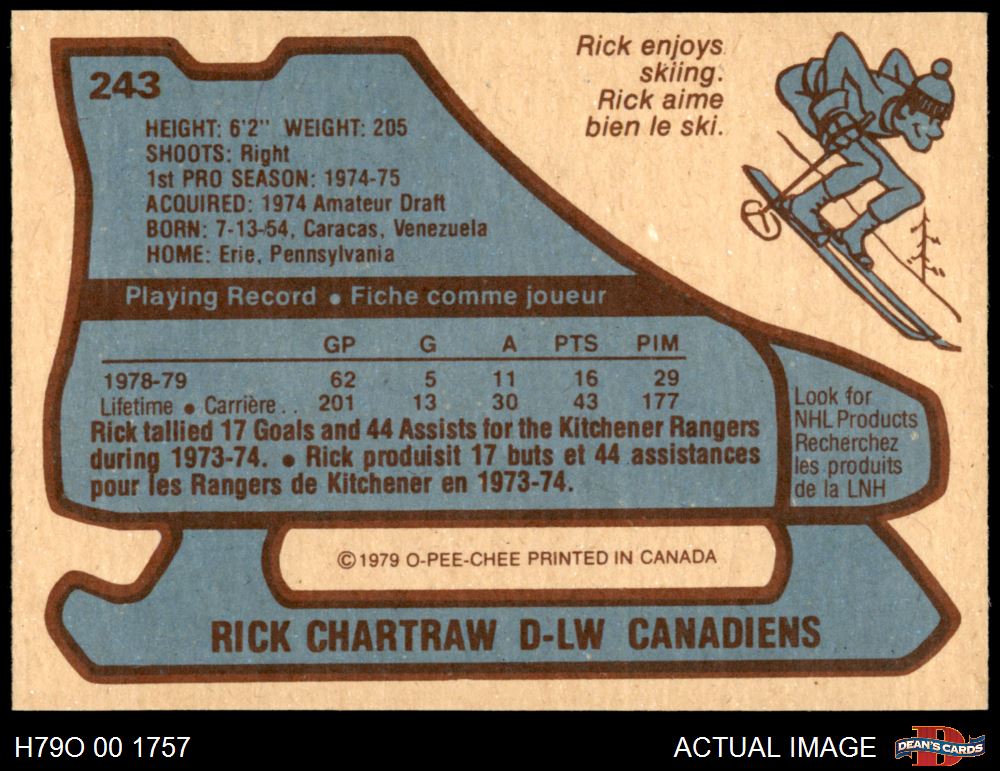 243
Rick enjoys
skiing.
Rick aime
bien le ski.
HEIGHT: 6'2" WEIGHT: 205
SHOOTS: Right
1st PRO SEASON: 1974-75
ACQUIRED: 1974 Amateur Draft
BORN: 7-13-54, Caracas, Venezuela
HOME: Erie, Pennsylvania
Playing Record • Fiche comme joueur
GP G A PTS PIM
1978-79 62 5 11 16 29
Lifetime • Carrière . . 201 13 30 43 177
Rick tallied 17 Goals and 44 Assists for the Kitchener Rangers
during 1973-74. • Rick produisit 17 buts et 44 assistances
pour les Rangers de Kitchener en 1973-74.
Look for
NHL Products
Recherchez
les produits
de la LNH
© 1979 O-PEE-CHEE PRINTED IN CANADA
RICK CHARTRAW D-LW CANADIENS
H79O 00 1757
ACTUAL IMAGE
D
DEAN'S CARDS